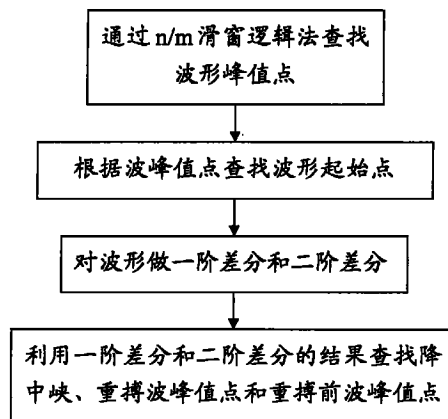 通过n/m滑窗逻辑法查找
波形峰值点
根据波峰值点查找波形起始点
对波形做一阶差分和二阶差分
利用一阶差分和二阶差分的结果查找降
中峡、重搏波峰值点和重搏前波峰值点